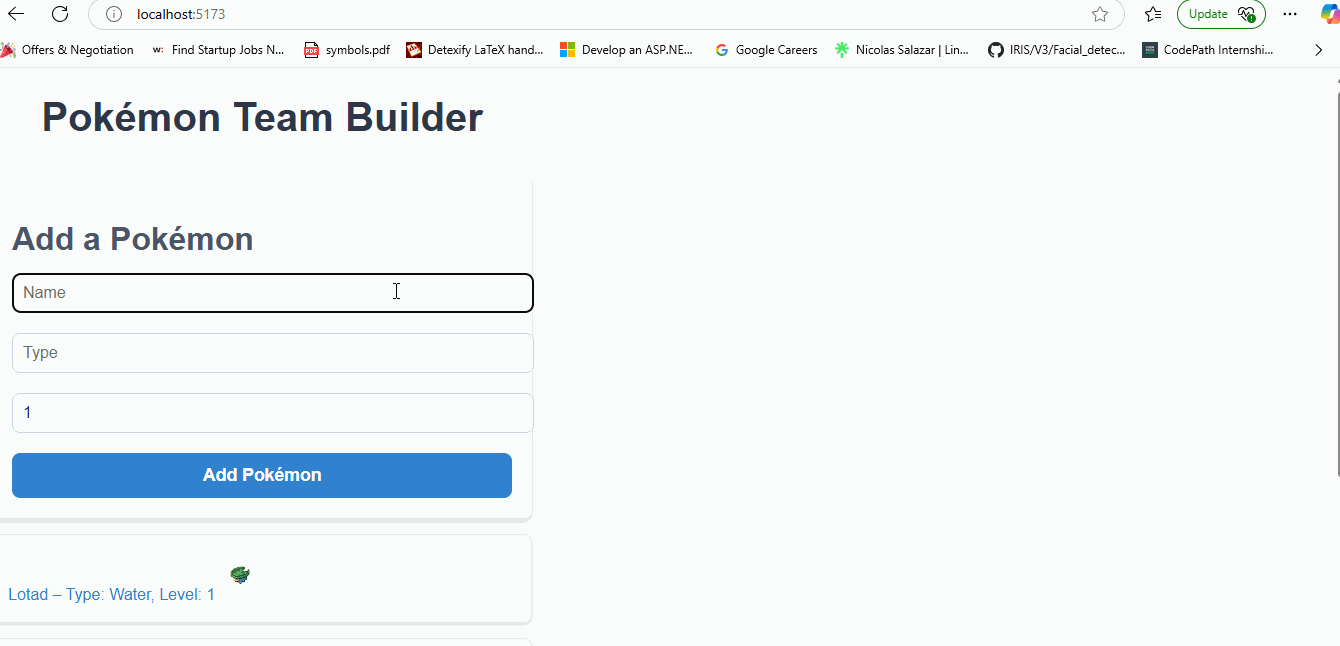 localhost:5173
Update
Offers & Negotiation
w: Find Startup Jobs N...
PDF symbols.pdf
Detexify LaTeX hand...
Develop an ASP.NE...
G Google Careers
Nicolas Salazar | Lin...
IRIS/V3/Facial_detec...
CodePath Internshi...
Pokémon Team Builder
Add a Pokémon
Name
Type
1
Add Pokémon
Lotad – Type: Water, Level: 1